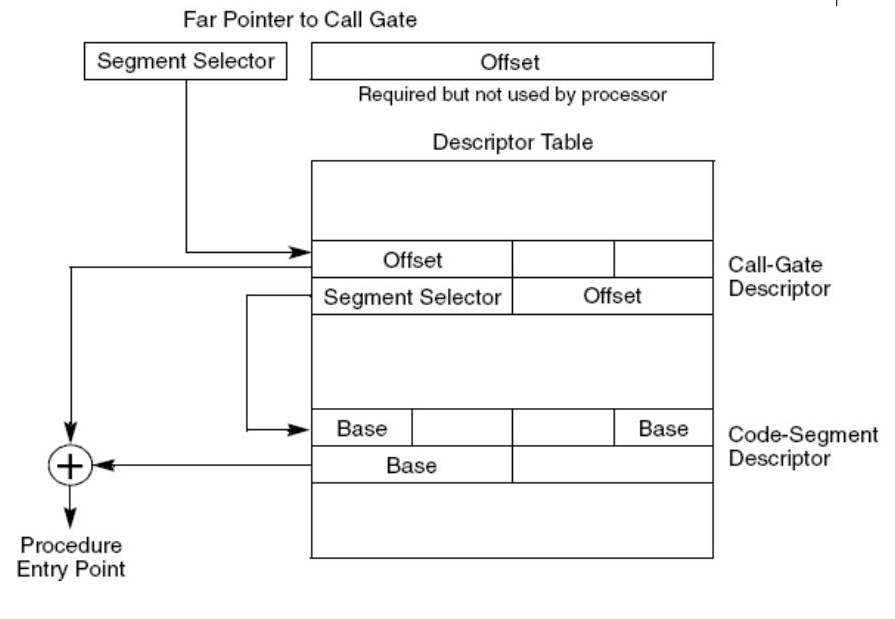 Far Pointer to Call Gate
Segment Selector
Offset
Required but not used by processor
Descriptor Table
Offset
Call-Gate
Descriptor
Segment Selector
Offset
Base
Base
Code-Segment
Descriptor
Base
+
Procedure
Entry Point